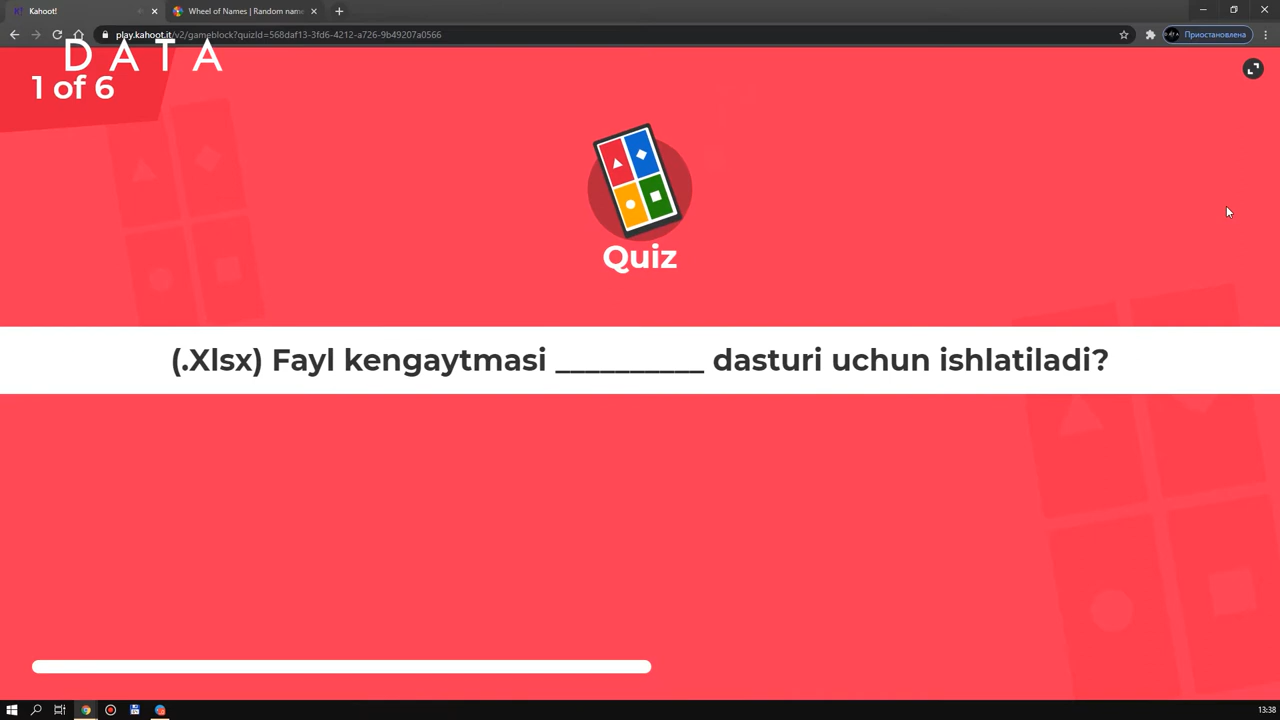 Kahoot!
Wheel of Names | Random name
play.kahoot.it/v2/gameblock?quizId=568daf13-3fd6-4212-a726-9b49207a0566
Приостановлена
DATA
1 of 6
Quiz
(.Xlsx) Fayl kengaytmasi __________ dasturi uchun ishlatiladi?
13:38